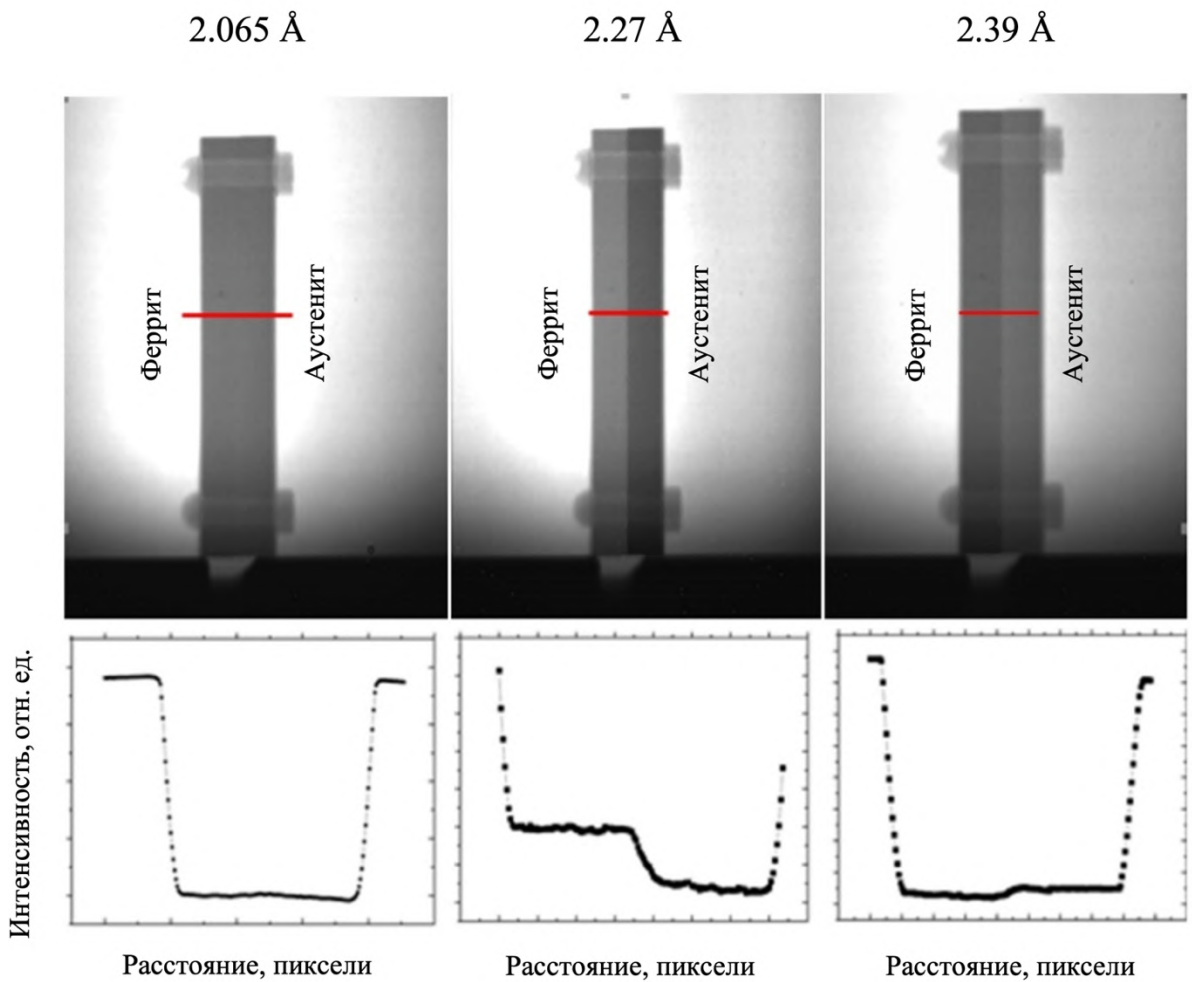 2.065 Å
2.27 Å
2.39 Å
Феррит
Аустенит
Феррит
Аустенит
Феррит
Аустенит
Интенсивность, отн. ед.
Расстояние, пиксели
Расстояние, пиксели
Расстояние, пиксели